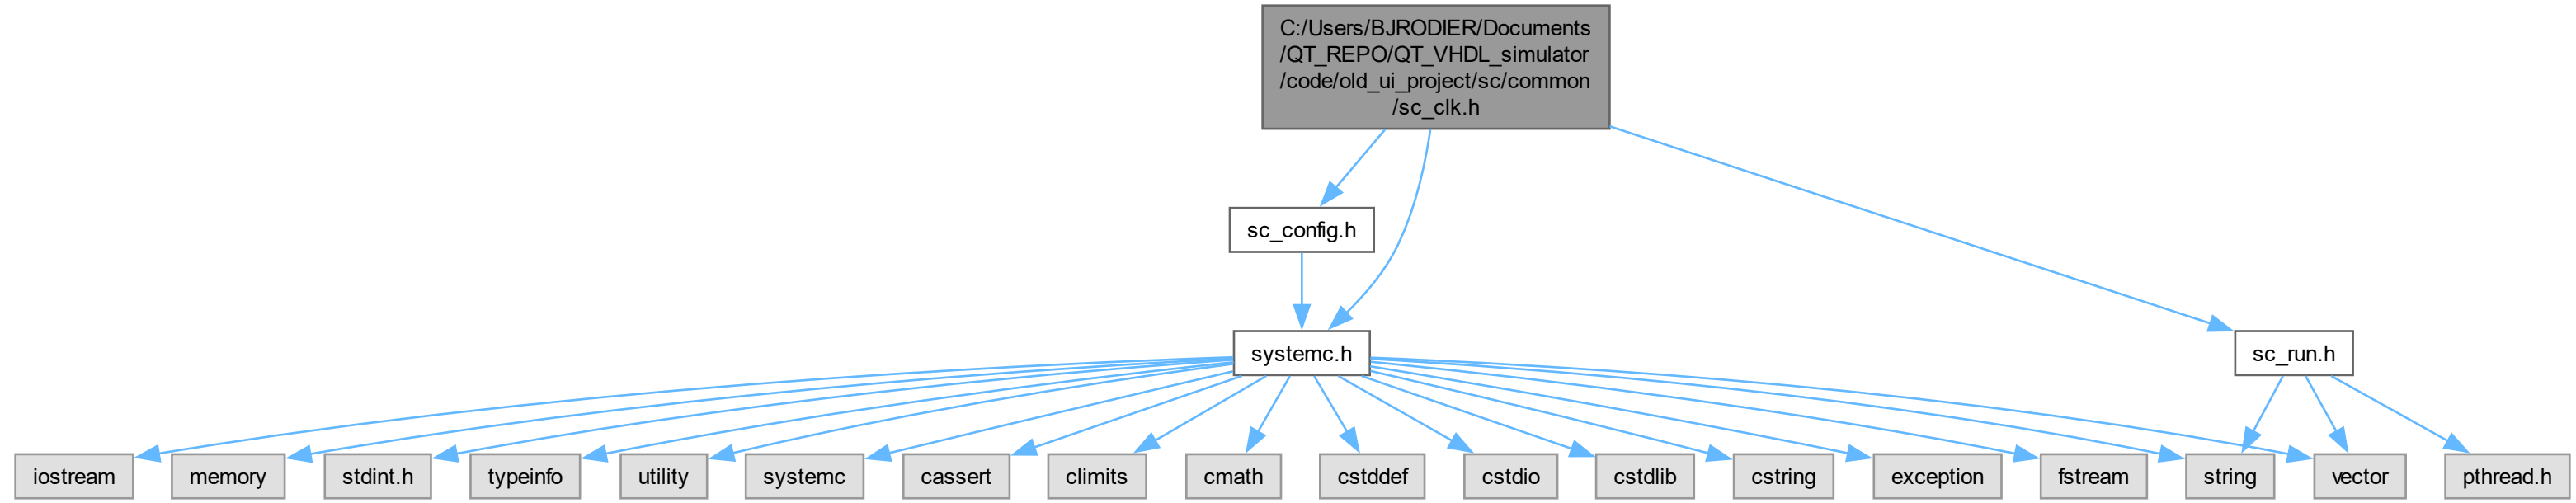 C:/Users/BJRODIER/Documents
/QT_REPO/QT_VHDL_simulator
/code/old_ui_project/sc/common
/sc_clk.h
sc_config.h
systemc.h
sc_run.h
iostream
memory
stdint.h
typeinfo
utility
systemc
cassert
climits
cmath
cstddef
cstdio
cstdlib
cstring
exception
fstream
string
vector
pthread.h